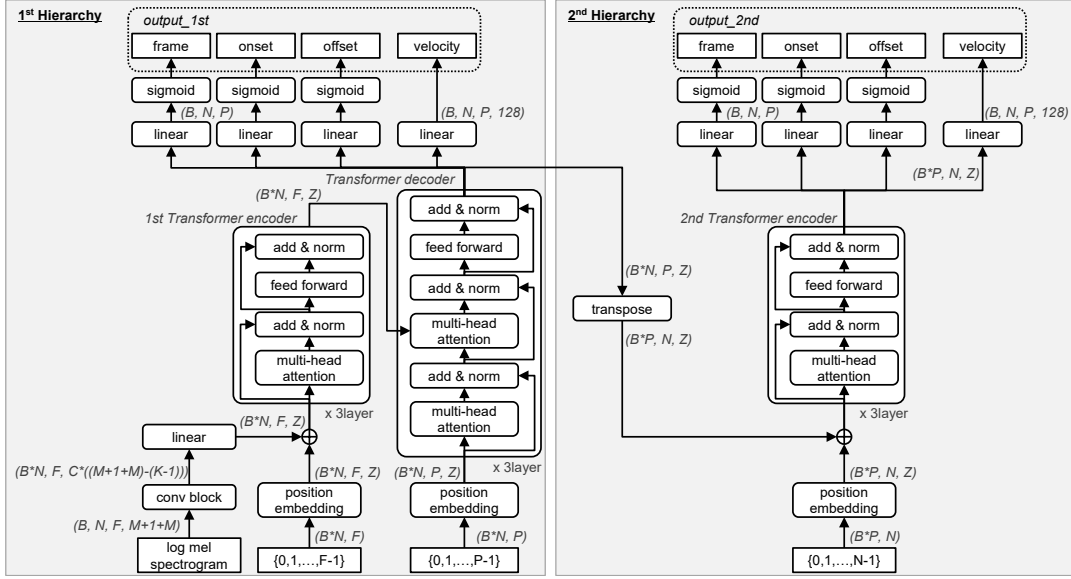 1st Hierarchy
output_1st
frame onset offset velocity
sigmoid sigmoid sigmoid
(B, N, P) (B, N, P, 128)
linear linear linear linear
Transformer decoder
(B*N, F, Z)
1st Transformer encoder
add & norm
feed forward
add & norm
multi-head
attention
x 3layer
add & norm
feed forward
add & norm
multi-head
attention
add & norm
multi-head
attention
x 3layer
(B*N, F, Z)
linear
(B*N, F, C*((M+1+M)-(K-1)))
conv block
(B, N, F, M+1+M)
log mel
spectrogram
(B*N, F, Z)
position
embedding
(B*N, F)
{0,1,...,F-1}
(B*N, P, Z)
position
embedding
(B*N, P)
{0,1,...,P-1}
(B*N, P, Z)
transpose
(B*P, N, Z)
2nd Hierarchy
output_2nd
frame onset offset velocity
sigmoid sigmoid sigmoid
(B, N, P) (B, N, P, 128)
linear linear linear linear
(B*P, N, Z)
2nd Transformer encoder
add & norm
feed forward
add & norm
multi-head
attention
x 3layer
(B*P, N, Z)
position
embedding
(B*P, N)
{0,1,...,N-1}